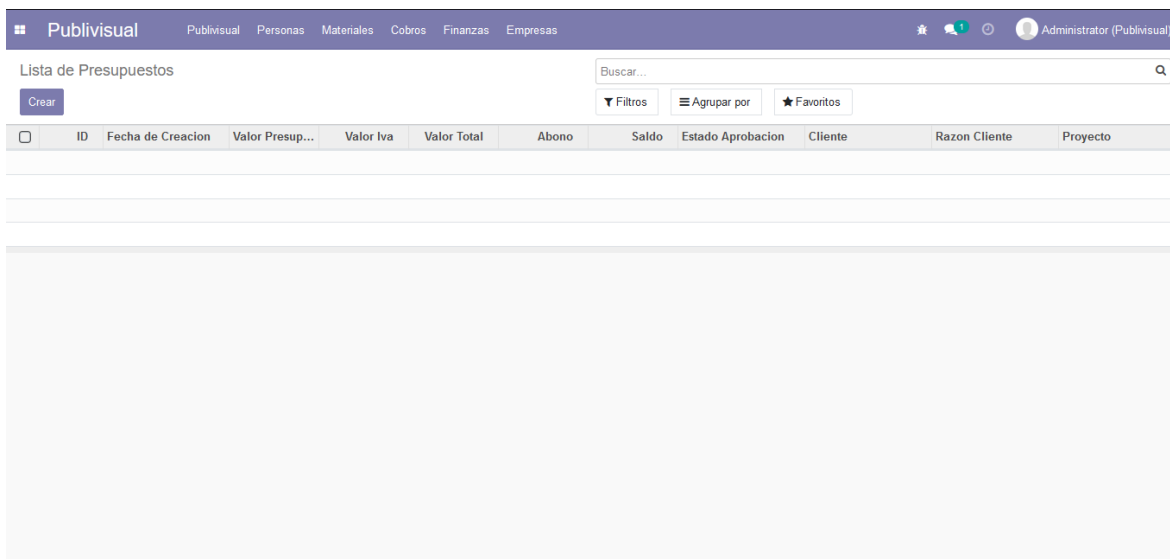 Publivisual Publivisual Personas Materiales Cobros Finanzas Empresas 1 Administrator (Publivisual)
Lista de Presupuestos Buscar...
Crear Filtros Agrupar por Favoritos
ID Fecha de Creacion Valor Presup... Valor Iva Valor Total Abono Saldo Estado Aprobacion Cliente Razon Cliente Proyecto